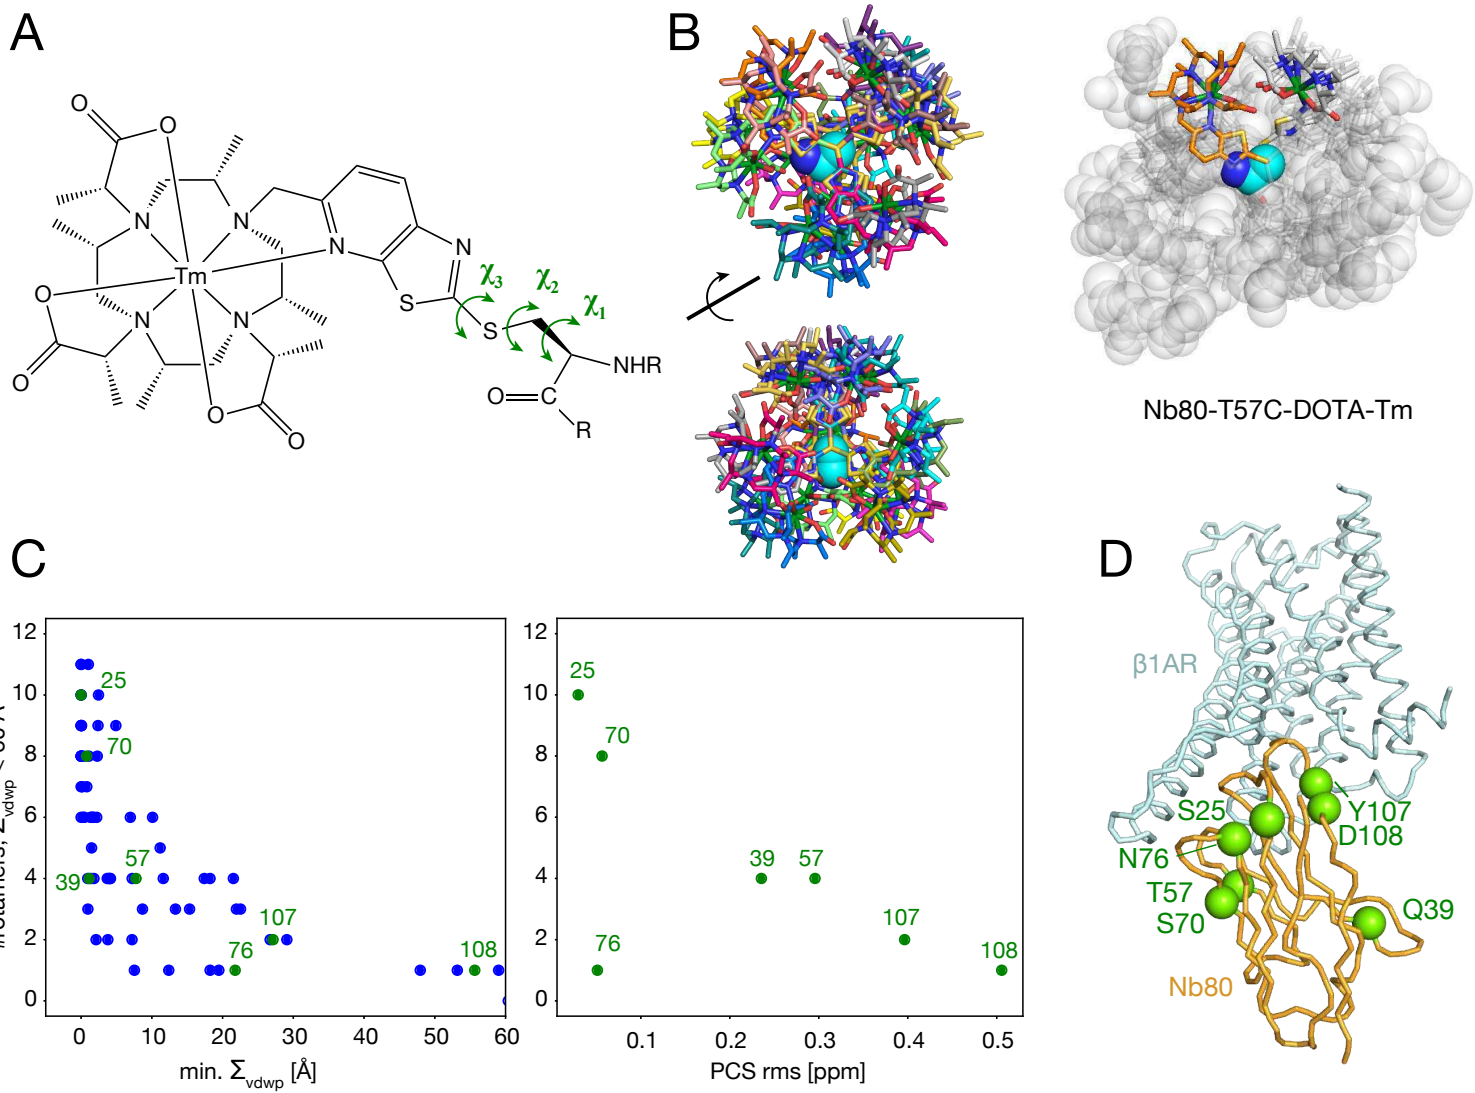 A
B
O
O
N
N
N
N
Tm
O
N
S
S
χ3
χ2
χ1
NHR
O
R
N
N
O
O
O
O
Nb80-T57C-DOTA-Tm
C
12
10
8
6
4
2
0
25
70
39
57
107
76
108
0
10
20
30
40
50
60
min. Σvdwp [Å]
12
10
8
6
4
2
0
25
70
39
57
107
76
108
0.1
0.2
0.3
0.4
0.5
PCS rms [ppm]
D
β1AR
S25
Y107
D108
N76
T57
S70
Q39
Nb80